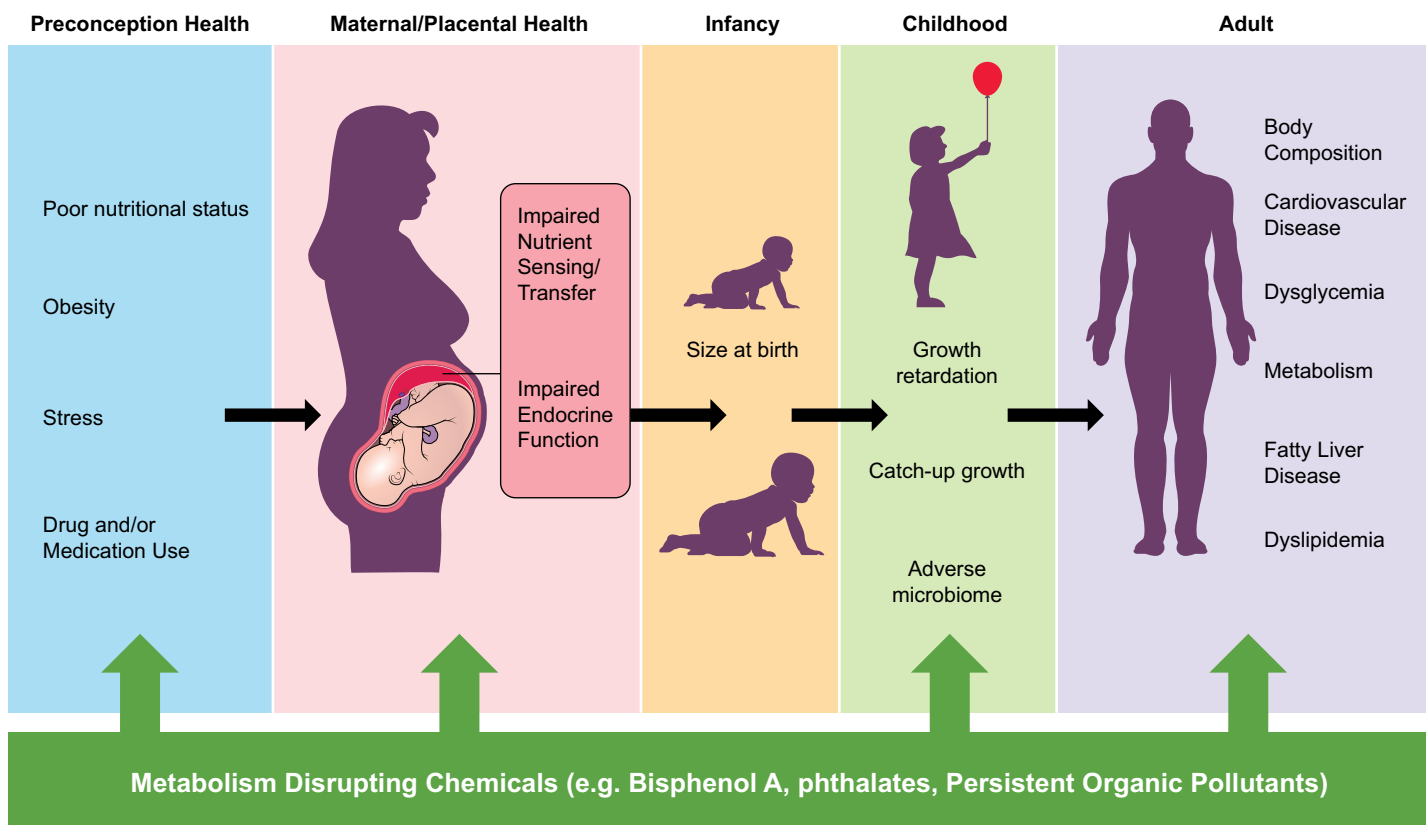 Preconception Health
Maternal/Placental Health
Infancy
Childhood
Adult
Poor nutritional status
Obesity
Stress
Drug and/or
Medication Use
Impaired
Nutrient
Sensing/
Transfer
Impaired
Endocrine
Function
Size at birth
Growth
retardation
Catch-up growth
Adverse
microbiome
Body
Composition
Cardiovascular
Disease
Dysglycemia
Metabolism
Fatty Liver
Disease
Dyslipidemia
Metabolism Disrupting Chemicals (e.g. Bisphenol A, phthalates, Persistent Organic Pollutants)